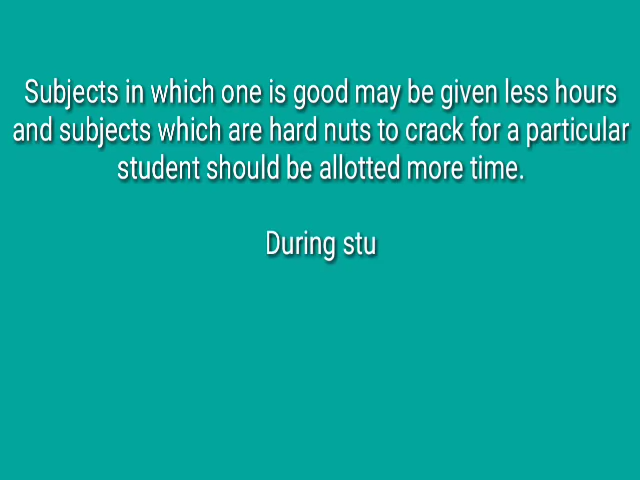 Subjects in which one is good may be given less hours
and subjects which are hard nuts to crack for a particular
student should be allotted more time.
During stu